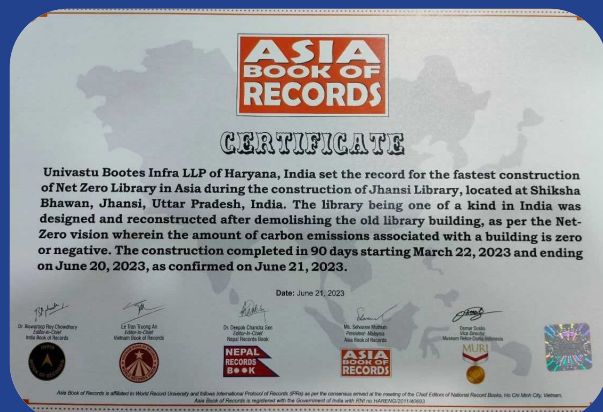 ASIA
BOOK OF
RECORDS
CERTIFICATE
Univastu Bootes Infra LLP of Haryana, India set the record for the fastest construction
of Net Zero Library in Asia during the construction of Jhansi Library, located at Shiksha
Bhawan, Jhansi, Uttar Pradesh, India. The library being one of a kind in India was
designed and reconstructed after demolishing the old library building, as per the Net-
Zero vision wherein the amount of carbon emissions associated with a building is zero
or negative. The construction completed in 90 days starting March 22, 2023 and ending
on June 20, 2023, as confirmed on June 21, 2023.
Date: June 21, 2023
Dr. Biswaroop Roy Chowdhury
Editor-in-Chief
India Book of Records
Le Tran Truong An
Editor-in-Chief
Vietnam Book of Records
Dr. Deepak Chandra Sen
Editor-in-Chief
Nepal Records Book
Ms. Selvarani Muthiah
President- Malaysia
Asia Book of Records
Vice Director
Museum Rekor-Dunia Indonesia
NEPAL
RECORDS
BOOK
ASIA
BOOK OF
RECORDS
MURI
Asia Book of Records is affiliated to World Record University and follows International Protocol of Records (IPRs) as per the consensus arrived at the meeting of the Chief Editors of National Record Books, Ho Chi Minh City, Vietnam.
Asia Book of Records is registered with the Government of India with RNI no